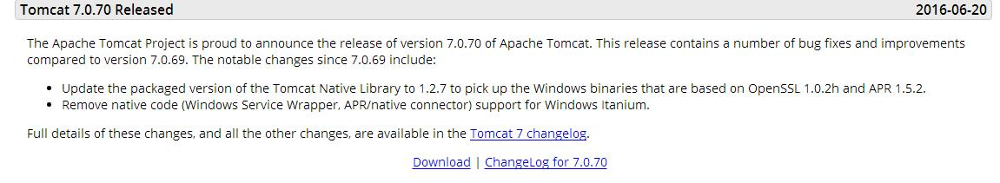 Tomcat 7.0.70 Released 2016-06-20
The Apache Tomcat Project is proud to announce the release of version 7.0.70 of Apache Tomcat. This release contains a number of bug fixes and improvements
compared to version 7.0.69. The notable changes since 7.0.69 include:
• Update the packaged version of the Tomcat Native Library to 1.2.7 to pick up the Windows binaries that are based on OpenSSL 1.0.2h and APR 1.5.2.
• Remove native code (Windows Service Wrapper, APR/native connector) support for Windows Itanium.
Full details of these changes, and all the other changes, are available in the Tomcat 7 changelog.
Download | ChangeLog for 7.0.70